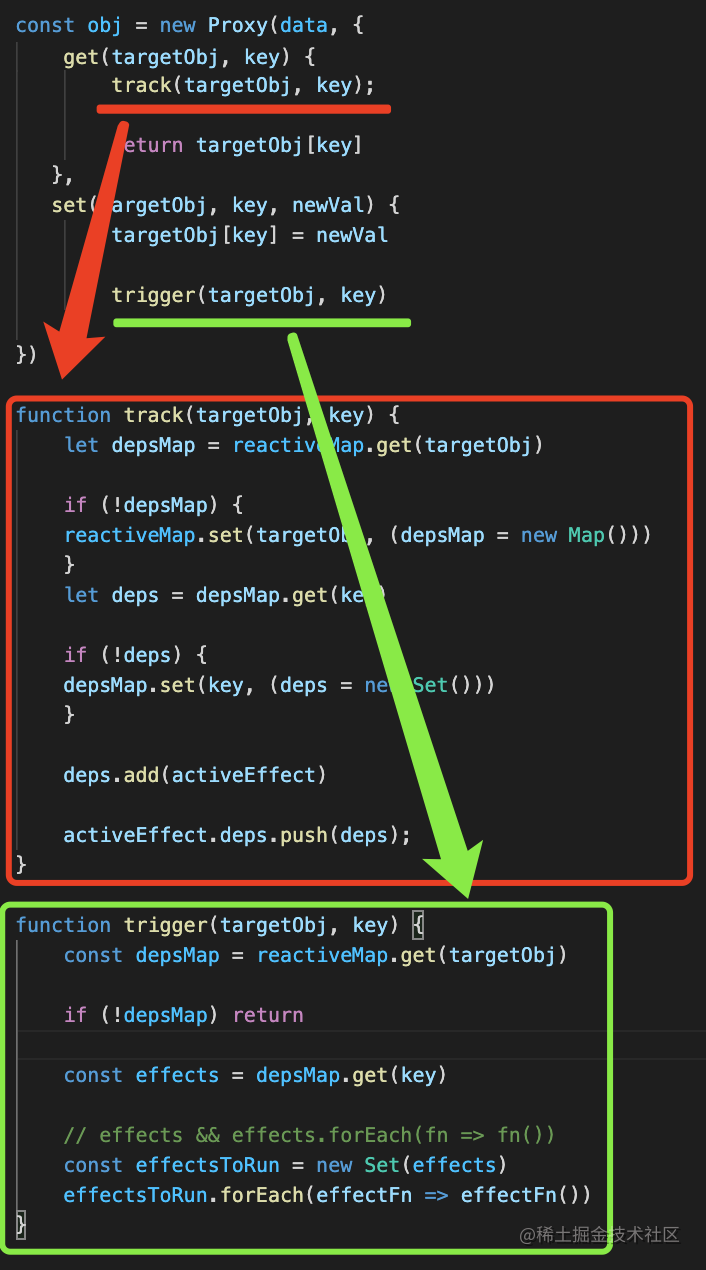 const obj = new Proxy(data, {
get(targetObj, key) {
track(targetObj, key);
eturn targetObj[key]
},
set( argetObj, key, newVal) {
targetObj[key] = newVal
trigger(targetObj, key)
})
function track(targetObj, key) {
let depsMap = reactiveMap.get(targetObj)
if (!depsMap) {
reactiveMap.set(targetOb , (depsMap = new Map()))
}
let deps = depsMap.get(ke )
if (!deps) {
depsMap.set(key, (deps = ne Set()))
}
deps.add(activeEffect)
activeEffect.deps.push(deps);
}
function trigger(targetObj, key) {
const depsMap = reactiveMap.get(targetObj)
if (!depsMap) return
const effects = depsMap.get(key)
// effects && effects.forEach(fn => fn())
const effectsToRun = new Set(effects)
effectsToRun.forEach(effectFn => effectFn())
}
@稀土掘金技术社区